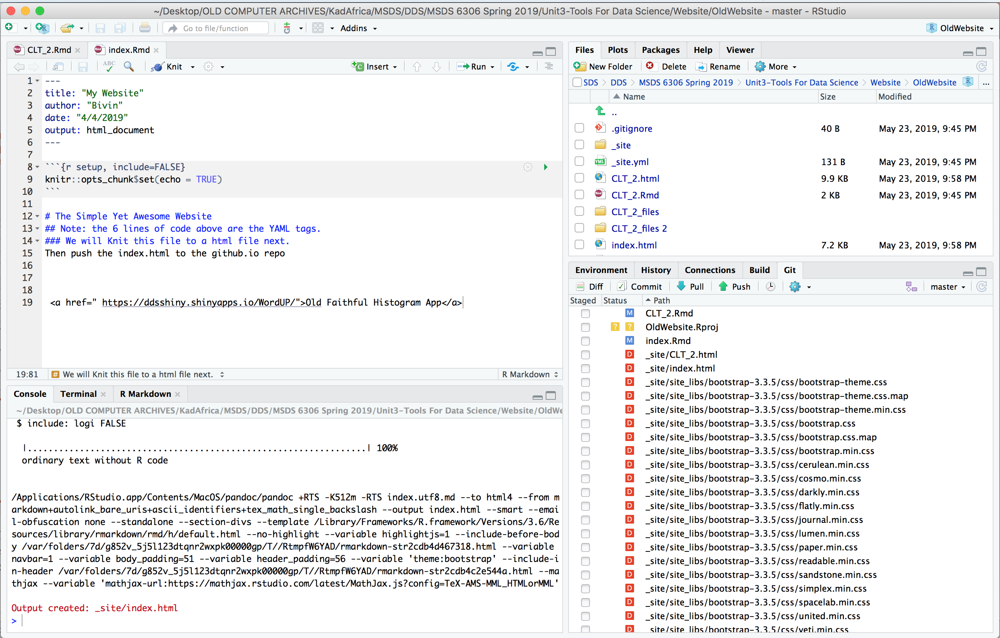 ~/Desktop/OLD COMPUTER ARCHIVES/KadAfrica/MSDS/DDS/MSDS 6306 Spring 2019/Unit3-Tools For Data Science/Website/OldWebsite - master - RStudio
Go to file/function
Addins
OldWebsite
CLT_2.Rmd
index.Rmd
ABC
Knit
Insert
Run
1 ---
2 title: "My Website"
3 author: "Bivin"
4 date: "4/4/2019"
5 output: html_document
6 ---
7
8 ```{r setup, include=FALSE}
9 knitr::opts_chunk$set(echo = TRUE)
10 ```
11
12 # The Simple Yet Awesome Website
13 ## Note: the 6 lines of code above are the YAML tags.
14 ### We will Knit this file to a html file next.
15 Then push the index.html to the github.io repo
16
17
18
19 <a href=" https://ddsshiny.shinyapps.io/WordUP/">Old Faithful Histogram App</a>
19:81 # We will Knit this file to a html file next. R Markdown
Console Terminal R Markdown
~/Desktop/OLD COMPUTER ARCHIVES/KadAfrica/MSDS/DDS/MSDS 6306 Spring 2019/Unit3-Tools For Data Science/Website/OldWe
$ include: logi FALSE
|.................................................................| 100%
ordinary text without R code
/Applications/RStudio.app/Contents/MacOS/pandoc/pandoc +RTS -K512m -RTS index.utf8.md --to html4 --from m
arkdown+autolink_bare_uris+ascii_identifiers+tex_math_single_backslash --output index.html --smart --emai
l-obfuscation none --standalone --section-divs --template /Library/Frameworks/R.framework/Versions/3.6/Re
sources/library/rmarkdown/rmd/h/default.html --no-highlight --variable highlightjs=1 --include-before-bod
y /var/folders/7d/g852v_5j5l123dtqnr2wxpk00000gp/T//RtmpfW6YAD/rmarkdown-str2cdb4d467318.html --variable
navbar=1 --variable body_padding=51 --variable header_padding=56 --variable 'theme:bootstrap' --include-i
n-header /var/folders/7d/g852v_5j5l123dtqnr2wxpk00000gp/T//RtmpfW6YAD/rmarkdown-str2cdb4c2e544a.html --ma
thjax --variable 'mathjax-url:https://mathjax.rstudio.com/latest/MathJax.js?config=TeX-AMS-MML_HTMLorMML'
Output created: _site/index.html
>
Files Plots Packages Help Viewer
New Folder Delete Rename More
SDS DDS MSDS 6306 Spring 2019 Unit3-Tools For Data Science Website OldWebsite ...
Name Size Modified
..
.gitignore 40 B May 23, 2019, 9:45 PM
_site
_site.yml 131 B May 23, 2019, 9:45 PM
CLT_2.html 9.9 KB May 23, 2019, 9:58 PM
CLT_2.Rmd 2 KB May 23, 2019, 9:45 PM
CLT_2_files
CLT_2_files 2
index.html 7.2 KB May 23, 2019, 9:58 PM
Environment History Connections Build Git
Diff Commit Pull Push master
Staged Status Path
M CLT_2.Rmd
? ? OldWebsite.Rproj
M index.Rmd
D _site/CLT_2.html
D _site/index.html
D _site/site_libs/bootstrap-3.3.5/css/bootstrap-theme.css
D _site/site_libs/bootstrap-3.3.5/css/bootstrap-theme.css.map
D _site/site_libs/bootstrap-3.3.5/css/bootstrap-theme.min.css
D _site/site_libs/bootstrap-3.3.5/css/bootstrap.css
D _site/site_libs/bootstrap-3.3.5/css/bootstrap.css.map
D _site/site_libs/bootstrap-3.3.5/css/bootstrap.min.css
D _site/site_libs/bootstrap-3.3.5/css/cerulean.min.css
D _site/site_libs/bootstrap-3.3.5/css/cosmo.min.css
D _site/site_libs/bootstrap-3.3.5/css/darkly.min.css
D _site/site_libs/bootstrap-3.3.5/css/flatly.min.css
D _site/site_libs/bootstrap-3.3.5/css/journal.min.css
D _site/site_libs/bootstrap-3.3.5/css/lumen.min.css
D _site/site_libs/bootstrap-3.3.5/css/paper.min.css
D _site/site_libs/bootstrap-3.3.5/css/readable.min.css
D _site/site_libs/bootstrap-3.3.5/css/sandstone.min.css
D _site/site_libs/bootstrap-3.3.5/css/simplex.min.css
D _site/site_libs/bootstrap-3.3.5/css/spacelab.min.css
D _site/site_libs/bootstrap-3.3.5/css/united.min.css
D _site/site_libs/bootstrap-3.3.5/css/yeti.min.css